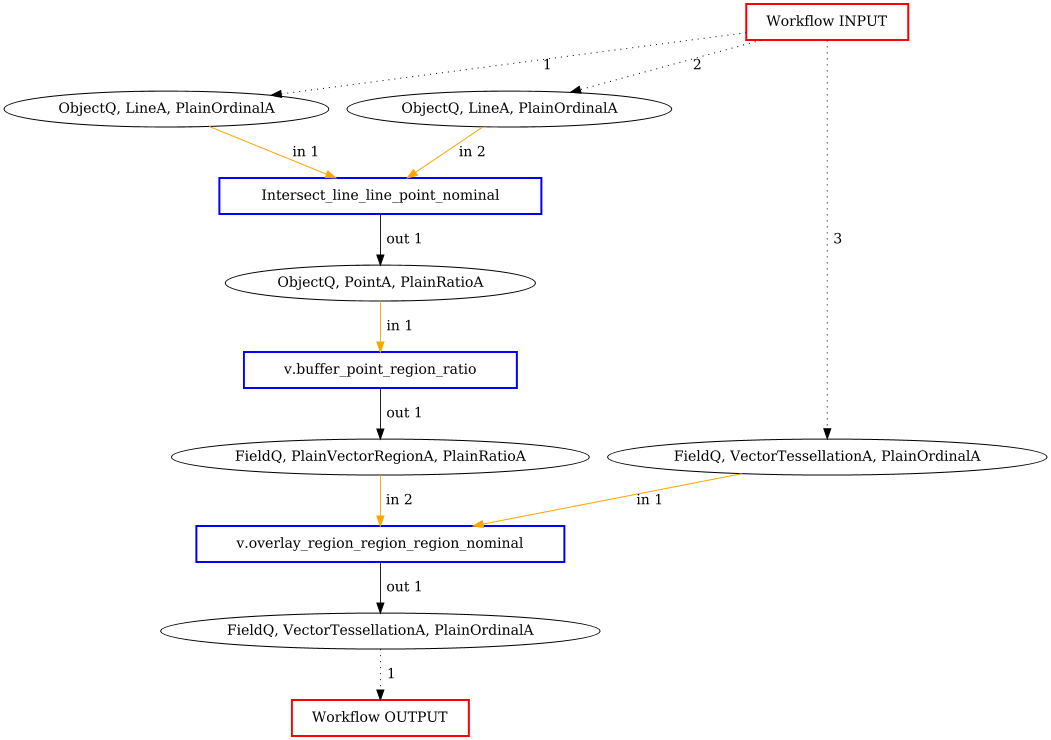 Workflow INPUT
1
2
ObjectQ, LineA, PlainOrdinalA
ObjectQ, LineA, PlainOrdinalA
in 1
in 2
Intersect_line_line_point_nominal
out 1
3
ObjectQ, PointA, PlainRatioA
in 1
v.buffer_point_region_ratio
out 1
FieldQ, PlainVectorRegionA, PlainRatioA
FieldQ, VectorTessellationA, PlainOrdinalA
in 2
in 1
v.overlay_region_region_region_nominal
out 1
FieldQ, VectorTessellationA, PlainOrdinalA
1
Workflow OUTPUT